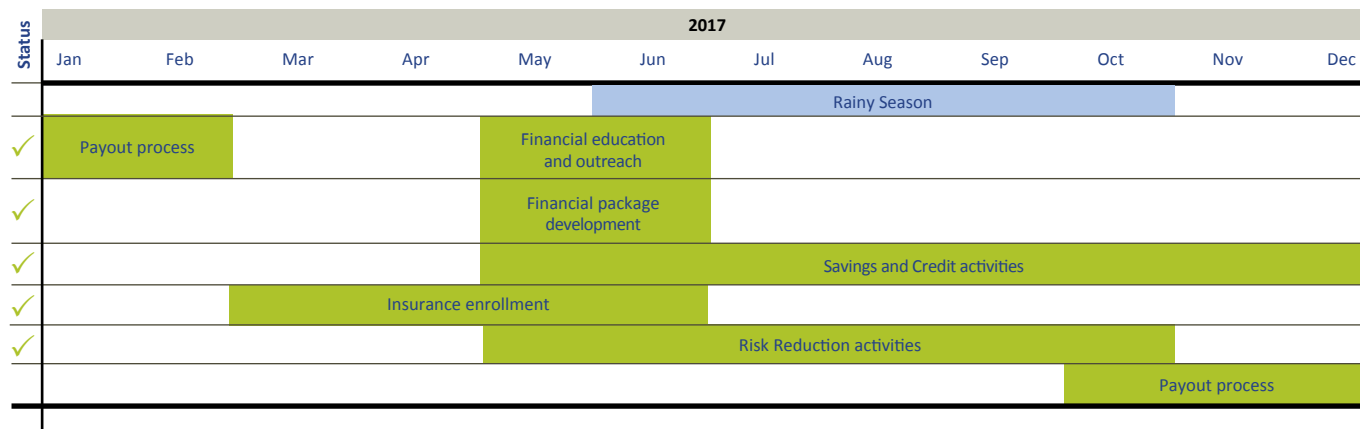 Status
2017
Jan Feb Mar Apr May Jun Jul Aug Sep Oct Nov Dec
Rainy Season
Payout process
Financial education
and outreach
Financial package
development
Savings and Credit activities
Insurance enrollment
Risk Reduction activities
Payout process